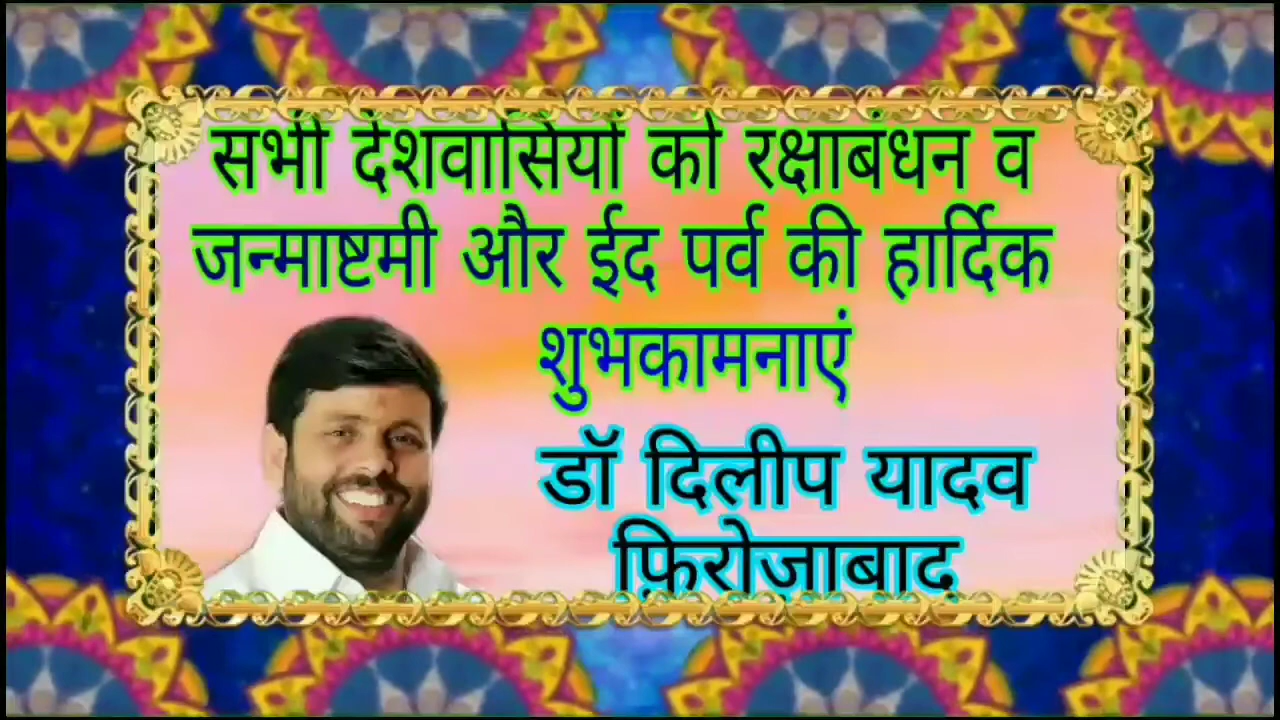 सभी देशवासियों को रक्षाबंधन व
जन्माष्टमी और ईद पर्व की हार्दिक
शुभकामनाएं
डॉ दिलीप यादव
फ़िरोज़ाबाद